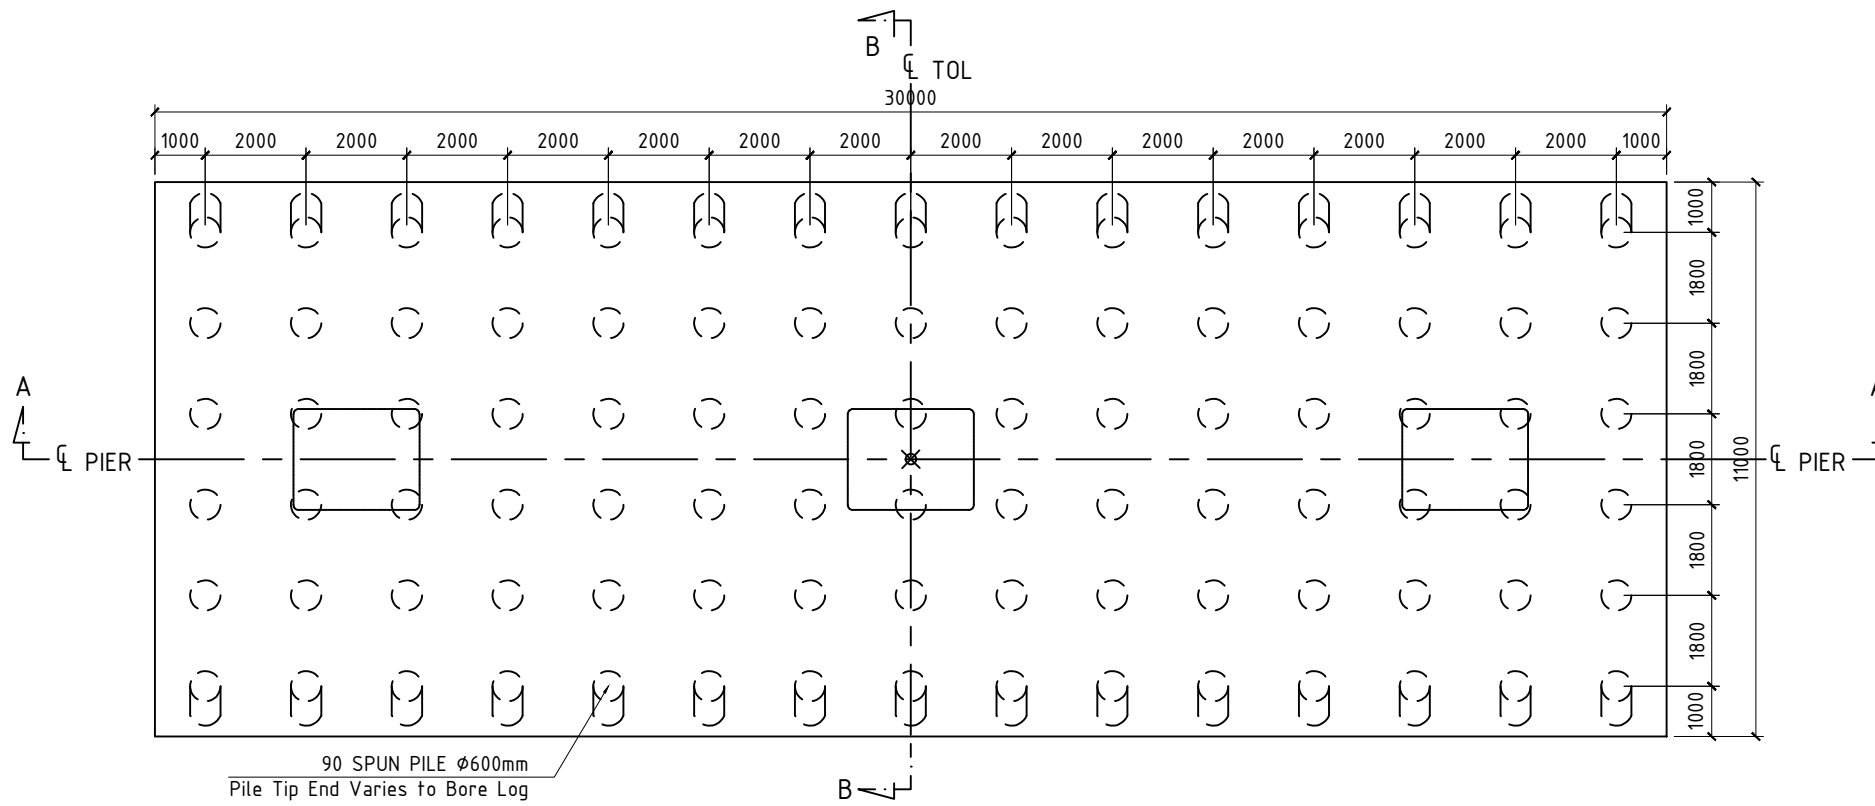 B
℄ TOL
30000
1000 2000 2000 2000 2000 2000 2000 2000 2000 2000 2000 2000 2000 2000 2000 1000
1000
1800
1800
A
A
℄ PIER
1800
11000
℄ PIER
1800
1800
1000
90 SPUN PILE Ø600mm
Pile Tip End Varies to Bore Log
B